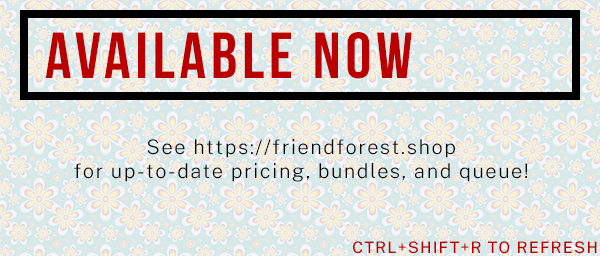 AVAILABLE NOW
See https://friendforest.shop
for up-to-date pricing, bundles, and queue!
CTRL+SHIFT+R TO REFRESH